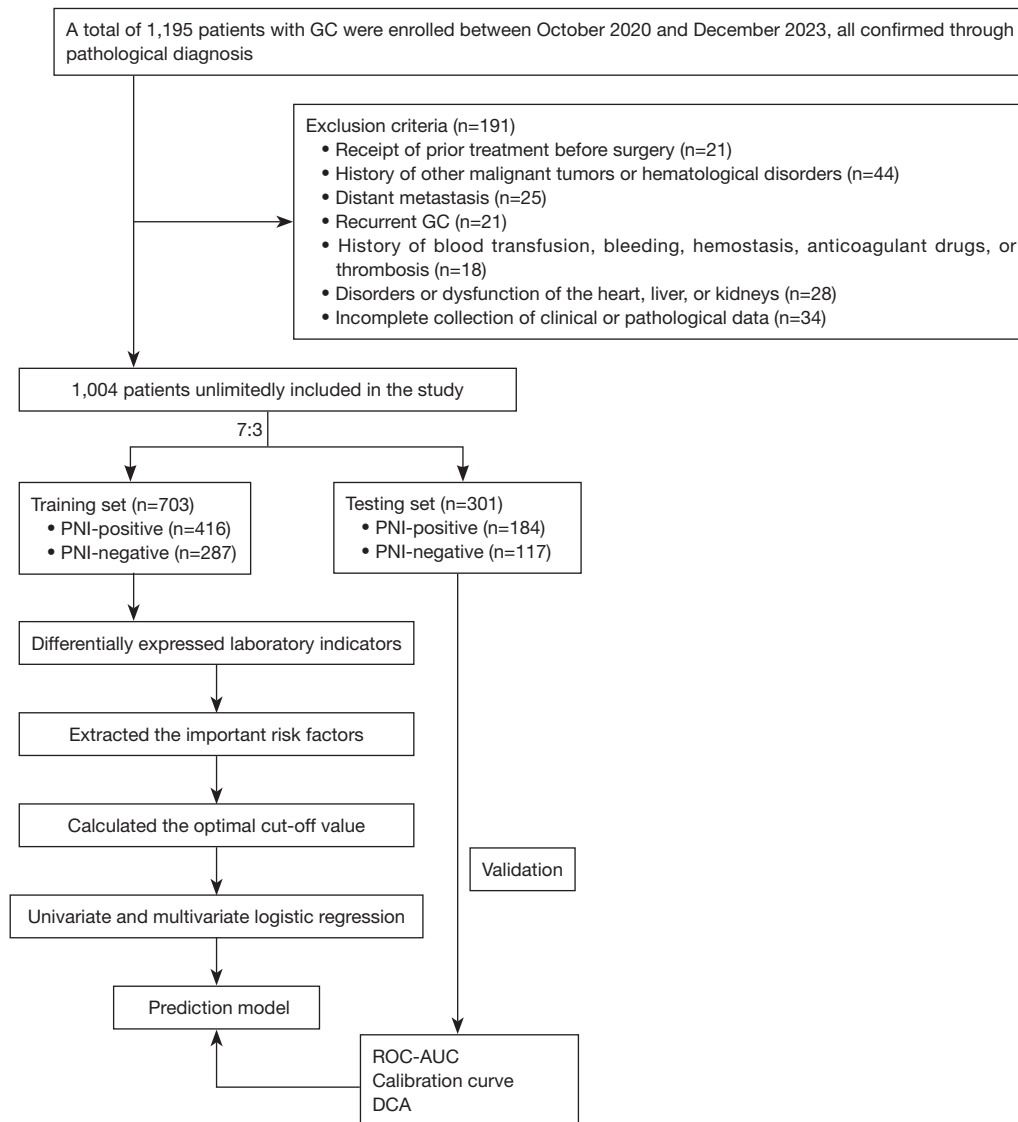 A total of 1,195 patients with GC were enrolled between October 2020 and December 2023, all confirmed through
pathological diagnosis
Exclusion criteria (n=191)
• Receipt of prior treatment before surgery (n=21)
• History of other malignant tumors or hematological disorders (n=44)
• Distant metastasis (n=25)
• Recurrent GC (n=21)
• History of blood transfusion, bleeding, hemostasis, anticoagulant drugs, or
thrombosis (n=18)
• Disorders or dysfunction of the heart, liver, or kidneys (n=28)
• Incomplete collection of clinical or pathological data (n=34)
1,004 patients unlimitedly included in the study
7:3
Training set (n=703)
• PNI-positive (n=416)
• PNI-negative (n=287)
Testing set (n=301)
• PNI-positive (n=184)
• PNI-negative (n=117)
Differentially expressed laboratory indicators
Extracted the important risk factors
Calculated the optimal cut-off value
Validation
Univariate and multivariate logistic regression
Prediction model
ROC-AUC
Calibration curve
DCA